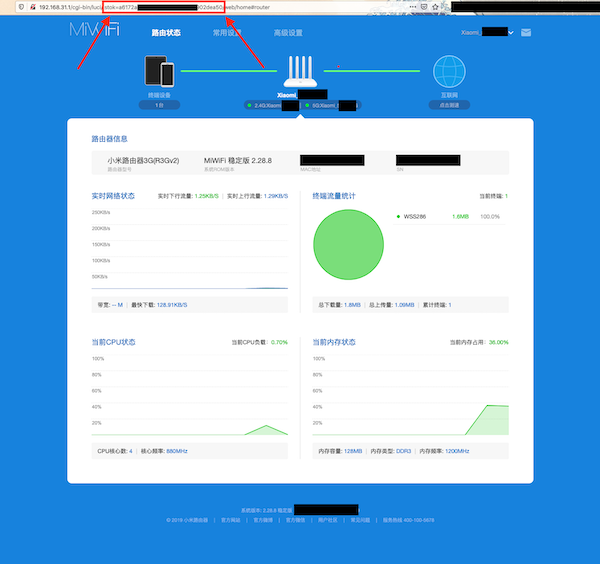 192.168.31.1/cgi-bin/luci/;stok=a6172a 02dea50 /web/home#router
MiWiFi 路由状态 常用设置 高级设置 Xiaomi_
终端设备 Xiaomi_ 互联网
1台 2.4G:Xiaomi 5G:Xiaomi_ 点击测速
路由器信息
小米路由器3G(R3Gv2) MiWiFi 稳定版 2.28.8
路由器型号 系统ROM版本 MAC地址 SN
实时网络状态 实时下行流量: 1.25KB/S | 实时上行流量: 1.29KB/S
250KB/s
200KB/s
150KB/s
100KB/s
50KB/s
带宽: -- M | 最快下载: 128.91KB/S
终端流量统计 当前终端: 1
WSS286 1.8MB 100.0%
总下载量: 1.8MB | 总上传量: 1.09MB | 累计终端: 1
当前CPU状态 当前CPU负载: 0.70%
100%
80%
60%
40%
20%
CPU核心数: 4 | 核心频率: 880MHz
当前内存状态 当前内存占用: 36.00%
100%
80%
60%
40%
20%
内存容量: 128MB | 内存类型: DDR3 | 内存频率: 1200MHz
系统版本: 2.28.8 稳定版
© 2019 小米路由器 | 官方网站 | 官方微博 | 官方微信 | 用户社区 | 常见问题 | 服务热线 400-100-5678